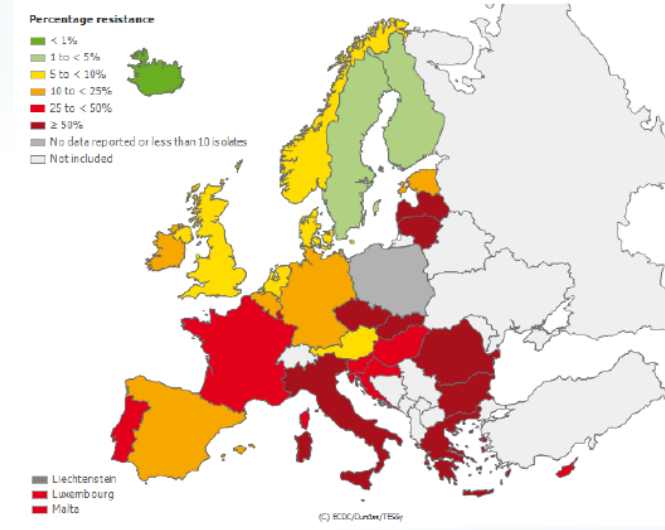 Percentage resistance
< 1%
1 to < 5%
5 to < 10%
10 to < 25%
25 to < 50%
≥ 50%
No data reported or less than 10 isolates
Not included
Liechtenstein
Luxembourg
Malta
(C) ECDC/Dundas/TESSy